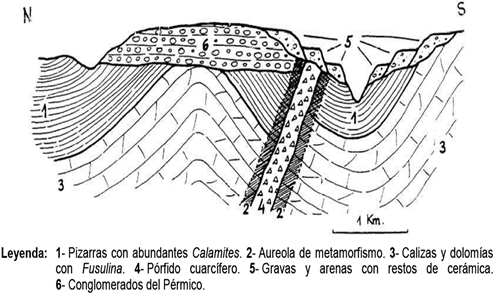 N S
6 5
1 1
3 3
2 4 2
1 Km.
Leyenda: 1- Pizarras con abundantes Calamites. 2- Aureola de metamorfismo. 3- Calizas y dolomías
con Fusulina. 4- Pórfido cuarcífero. 5- Gravas y arenas con restos de cerámica.
6- Conglomerados del Pérmico.